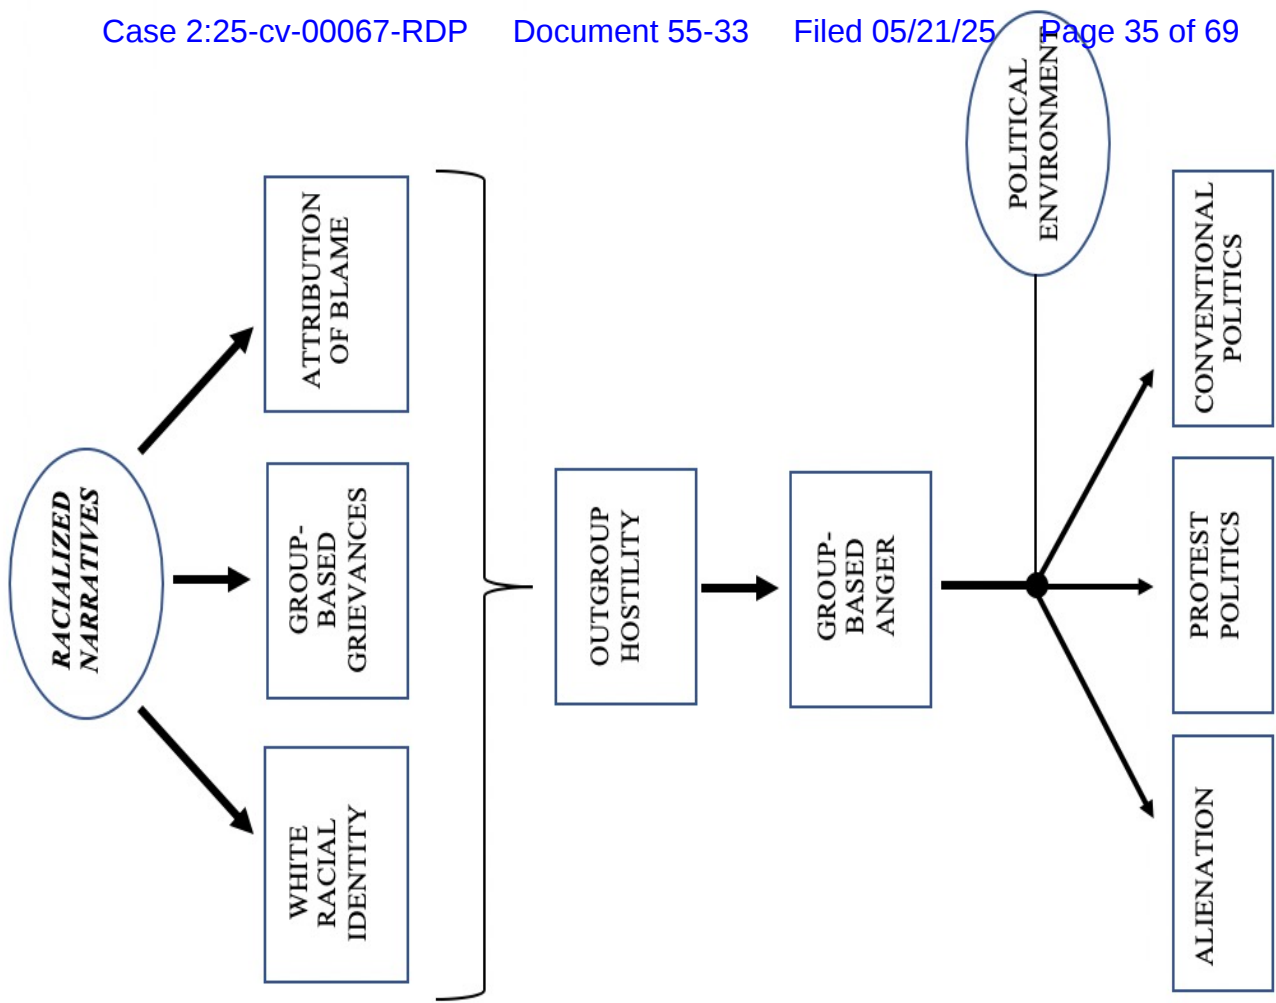 Case 2:25-cv-00067-RDP Document 55-33 Filed 05/21/25 Page 35 of 69
RACIALIZED
NARRATIVES
WHITE
RACIAL
IDENTITY
GROUP-
BASED
GRIEVANCES
ATTRIBUTION
OF BLAME
OUTGROUP
HOSTILITY
GROUP-
BASED
ANGER
POLITICAL
ENVIRONMENT
ALIENATION
PROTEST
POLITICS
CONVENTIONAL
POLITICS